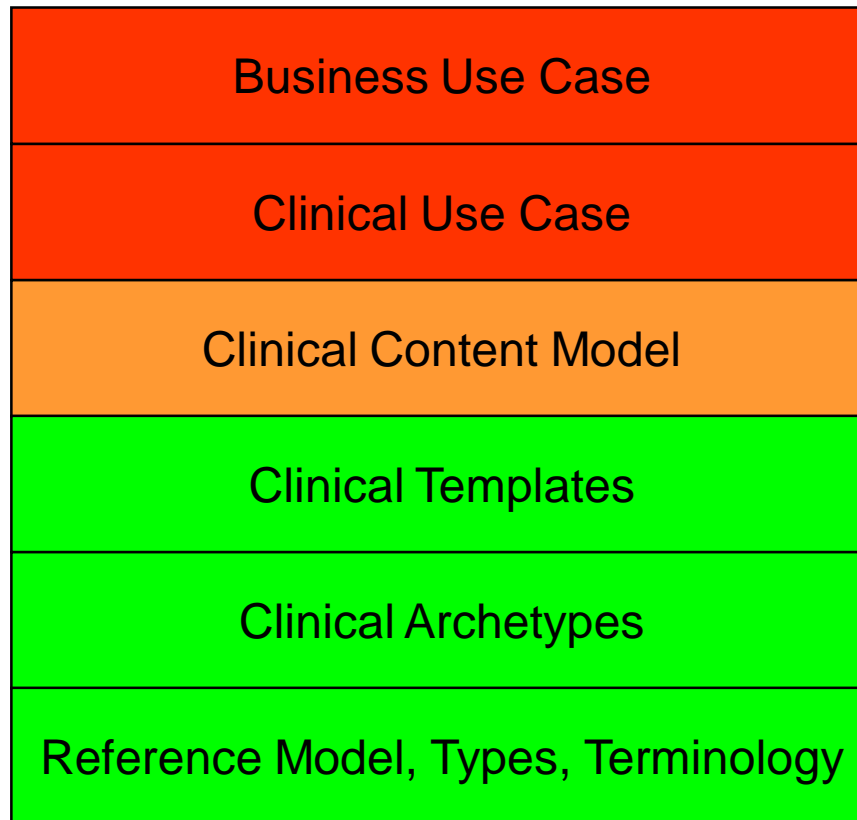 Business Use Case
Clinical Use Case
Clinical Content Model
Clinical Templates
Clinical Archetypes
Reference Model, Types, Terminology